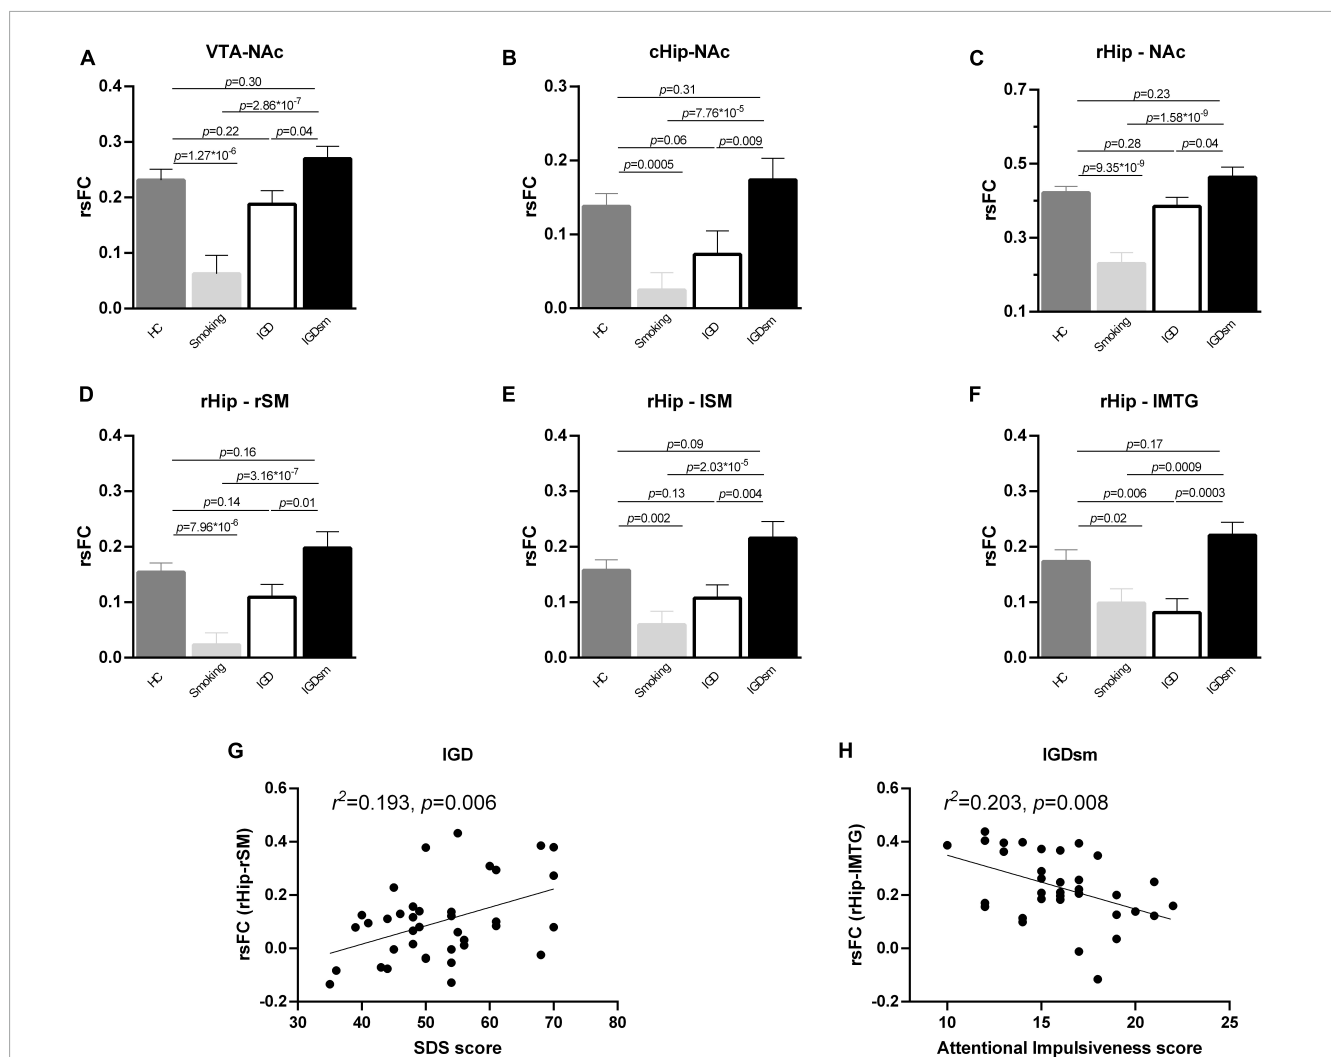 A
VTA-NAc
rsFC
0.4
0.3
0.2
0.1
0.0
p=0.30
p=2.86*10-7
p=0.22
p=0.04
p=1.27*10-6
HC
Smoking
IGD
IGDsm
B
cHip-NAc
rsFC
0.3
0.2
0.1
0.0
p=0.31
p=7.76*10-5
p=0.06
p=0.009
p=0.0005
HC
Smoking
IGD
IGDsm
C
rHip - NAc
rsFC
0.7
0.5
0.3
0.1
p=0.23
p=1.58*10-9
p=0.28
p=0.04
p=9.35*10-9
HC
Smoking
IGD
IGDsm
D
rHip - rSM
rsFC
0.4
0.3
0.2
0.1
0.0
p=0.16
p=3.16*10-7
p=0.14
p=0.01
p=7.96*10-6
HC
Smoking
IGD
IGDsm
E
rHip - lSM
rsFC
0.4
0.3
0.2
0.1
0.0
p=0.09
p=2.03*10-5
p=0.13
p=0.004
p=0.002
HC
Smoking
IGD
IGDsm
F
rHip - lMTG
rsFC
0.4
0.3
0.2
0.1
0.0
p=0.17
p=0.0009
p=0.006
p=0.0003
p=0.02
HC
Smoking
IGD
IGDsm
G
IGD
r2=0.193, p=0.006
rsFC (rHip-rSM)
0.6
0.4
0.2
0.0
-0.2
30 40 50 60 70 80
SDS score
H
IGDsm
r2=0.203, p=0.008
rsFC (rHip-lMTG)
0.6
0.4
0.2
0.0
-0.2
10 15 20 25
Attentional Impulsiveness score